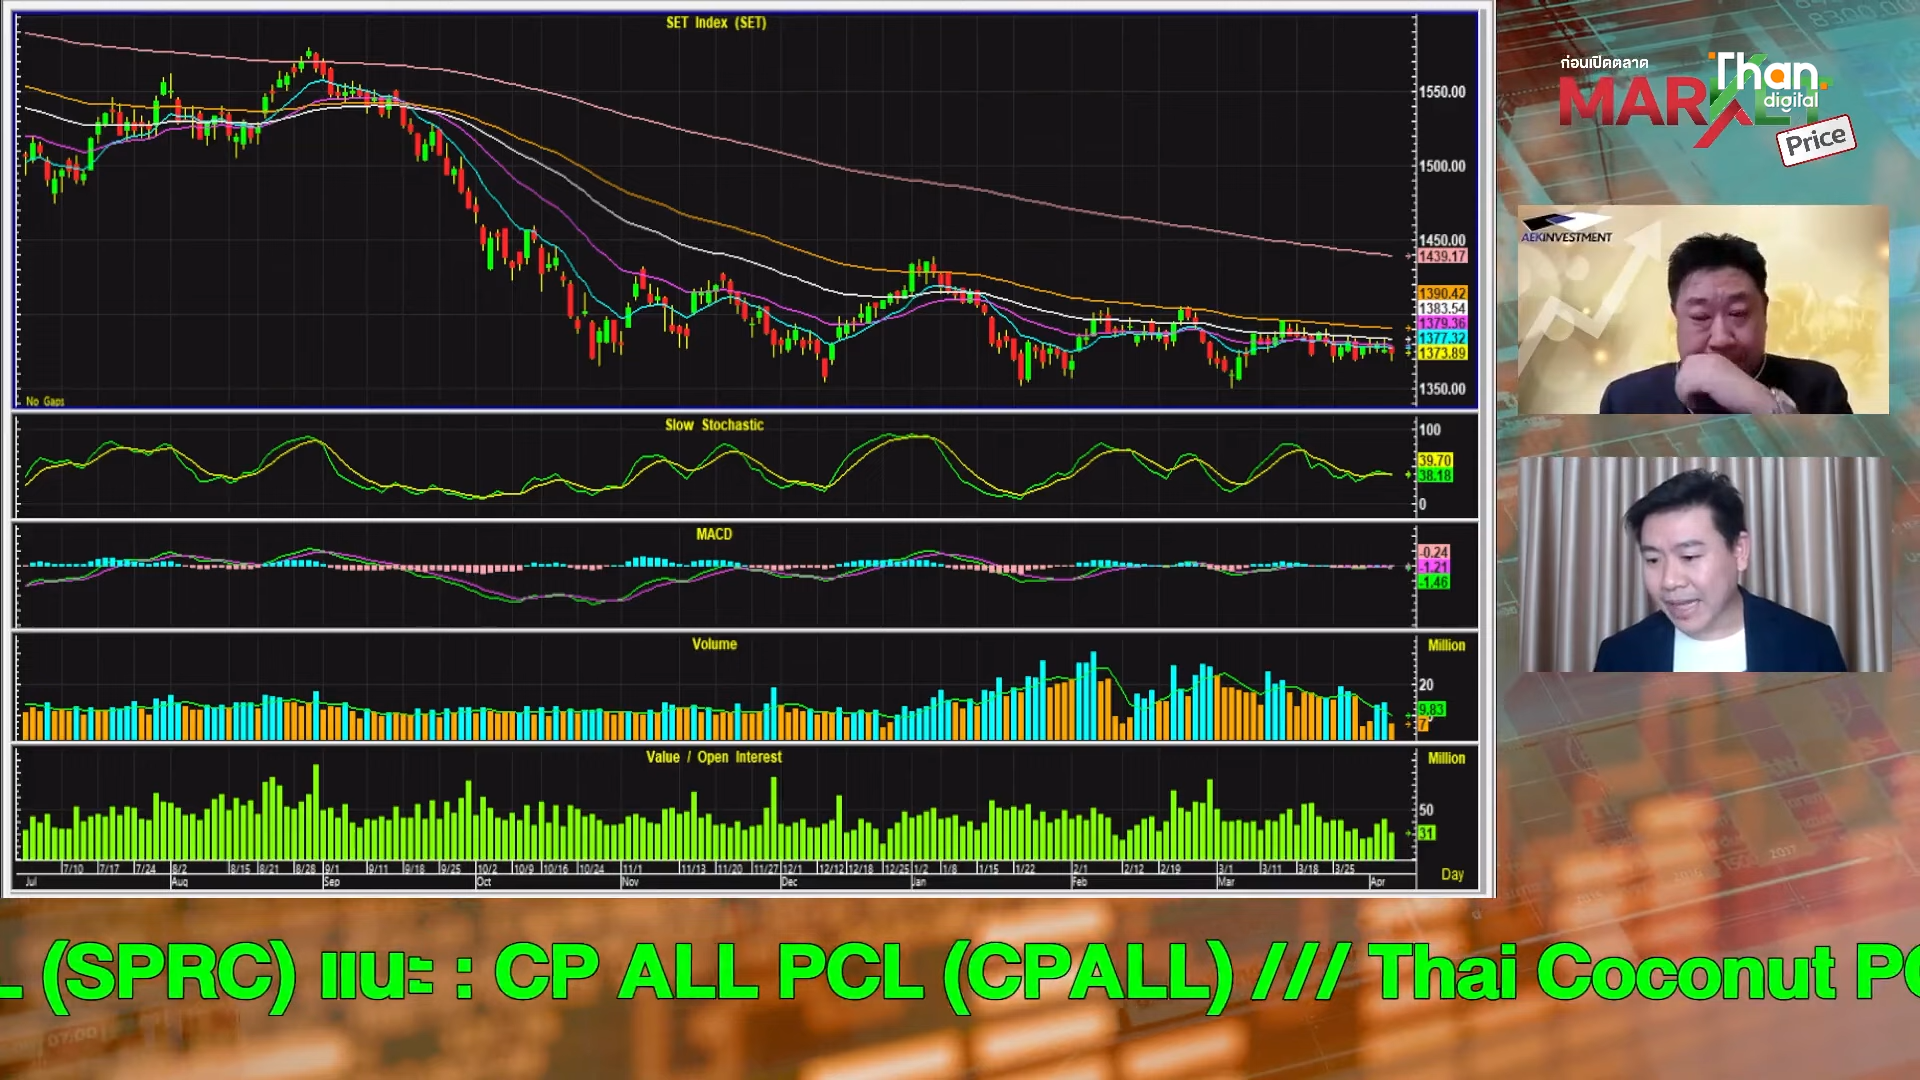 SET Index (SET)
1550.00
1500.00
1450.00
1439.17
1390.42
1383.54
1379.36
1377.32
1373.89
1350.00
No Gaps
Slow Stochastic
100
39.70
38.18
0
MACD
-0.24
-1.21
-1.46
Volume
Million
20
9.83
7
Value / Open Interest
Million
50
31
7/10 7/17 7/24 8/2 8/15 8/21 8/28 9/1 9/11 9/18 9/25 10/2 10/9 10/16 10/24 11/1 11/13 11/20 11/27 12/1 12/12 12/18 12/25 1/2 1/8 1/15 1/22 2/1 2/12 2/19 3/1 3/11 3/18 3/25
Jul Aug Sep Oct Nov Dec Jan Feb Mar Apr
Day
ก่อนเปิดตลาด
MARKET
Than
digital
Price
AEKINVESTMENT
L (SPRC) แนะ : CP ALL PCL (CPALL) /// Thai Coconut PC